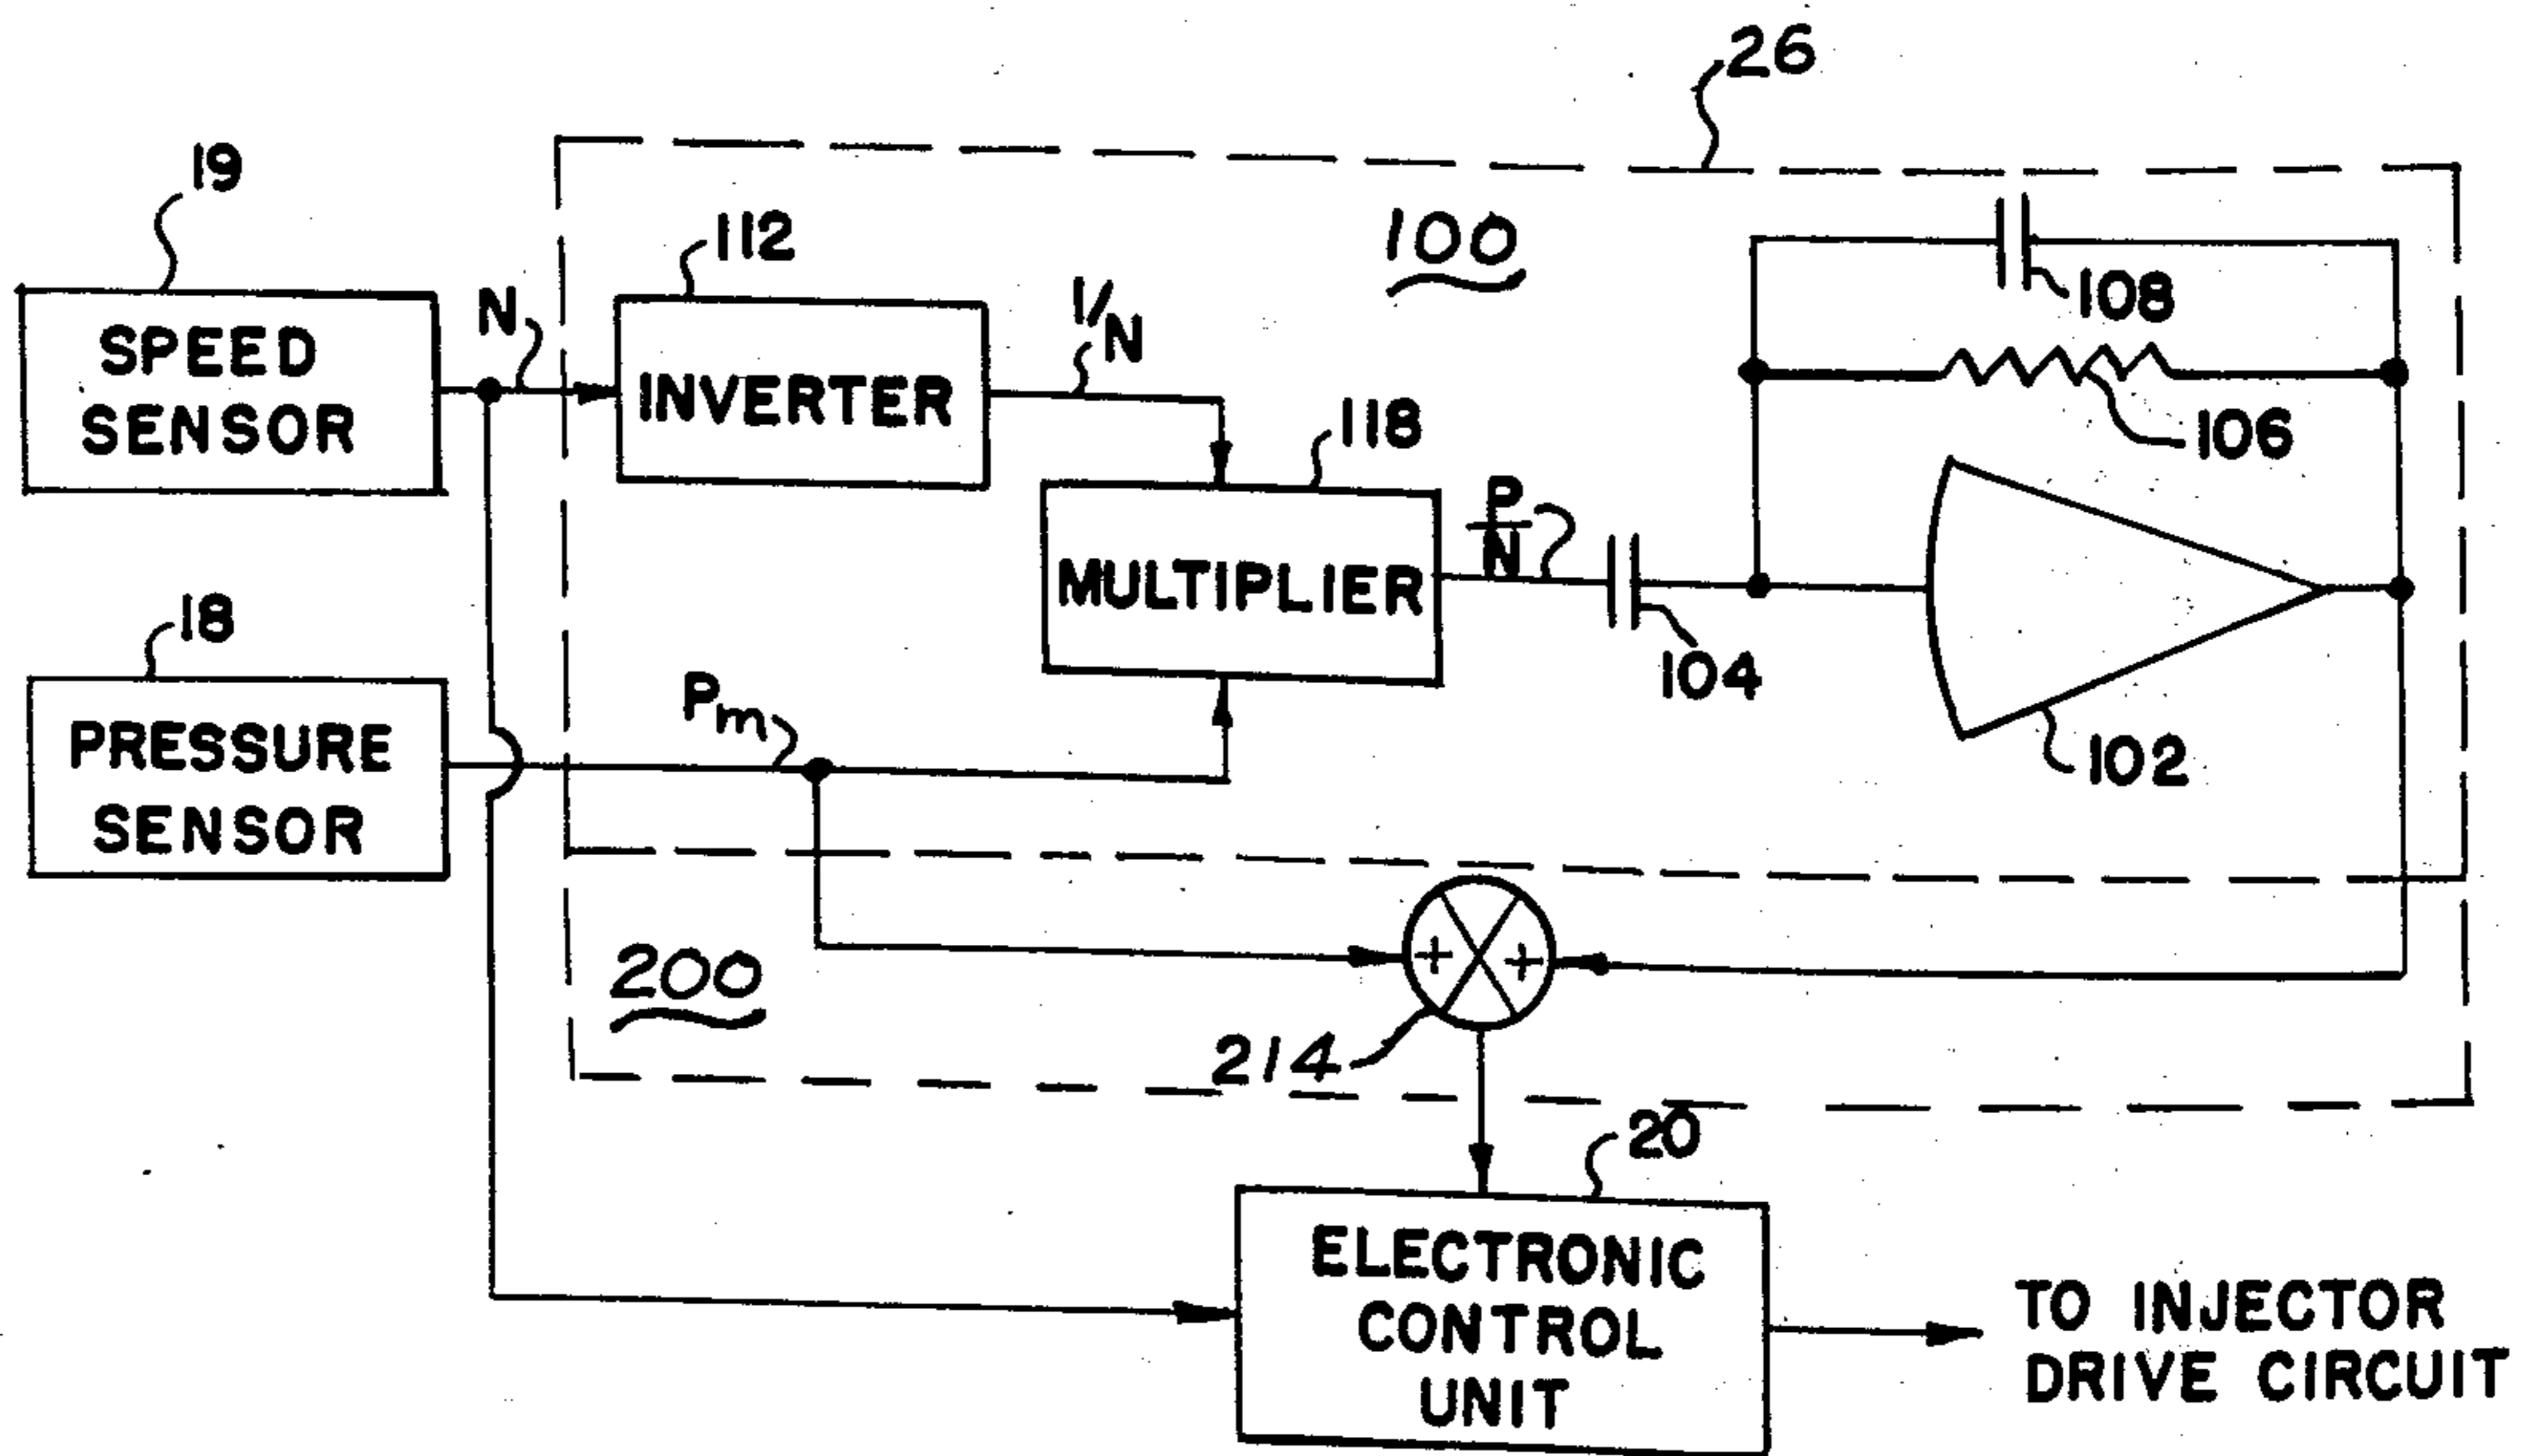 26
19
SPEED
SENSOR
N
112
INVERTER
1/N
100
108
106
118
MULTIPLIER
P
N
104
102
18
PRESSURE
SENSOR
Pm
200
+ +
214
20
ELECTRONIC
CONTROL
UNIT
TO INJECTOR
DRIVE CIRCUIT